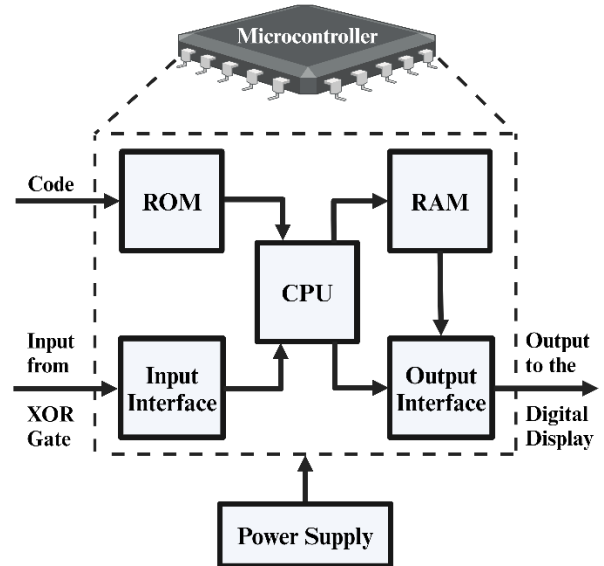 Microcontroller
Code
ROM
RAM
CPU
Input
from
XOR
Gate
Input
Interface
Output
Interface
Output
to the
Digital
Display
Power Supply